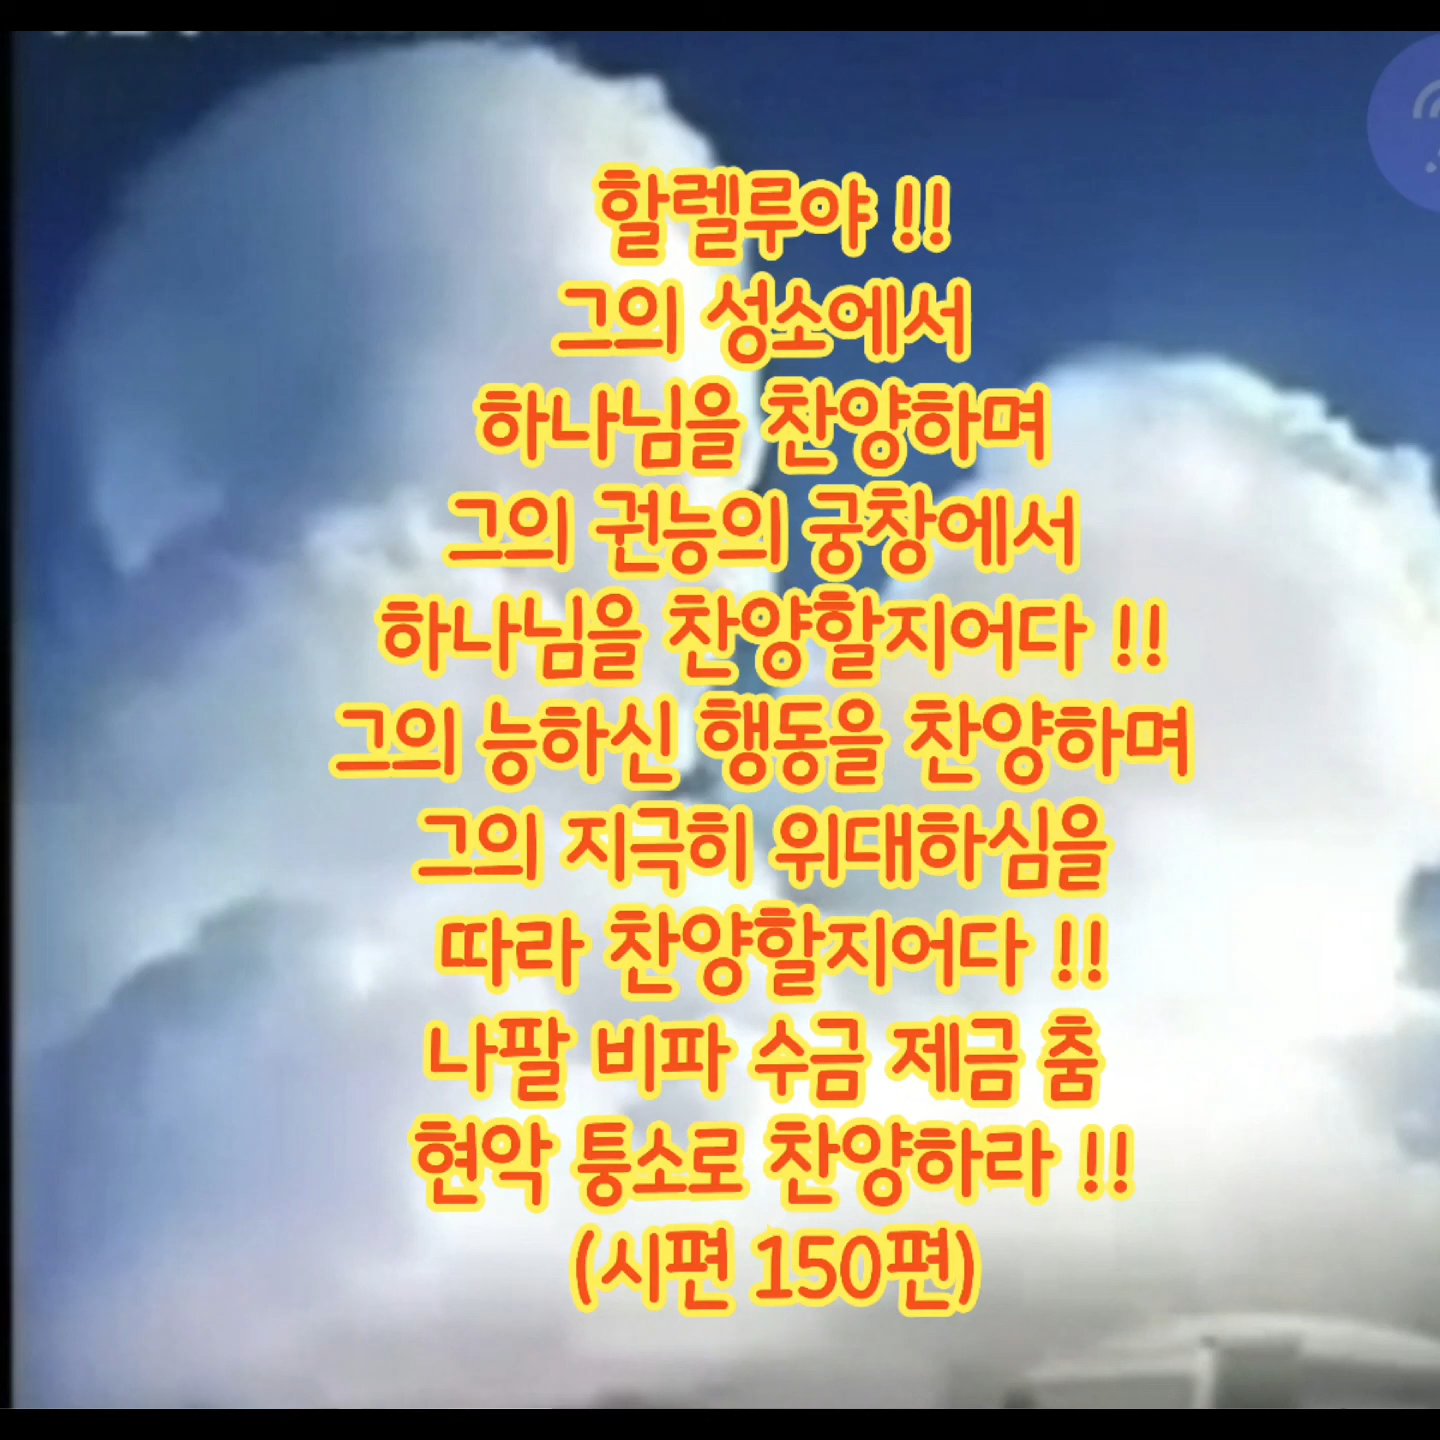 할렐루야 !!
그의 성소에서
하나님을 찬양하며
그의 권능의 궁창에서
하나님을 찬양할지어다 !!
그의 능하신 행동을 찬양하며
그의 지극히 위대하심을
따라 찬양할지어다 !!
나팔 비파 수금 제금 춤
현악 퉁소로 찬양하라 !!
(시편 150편)